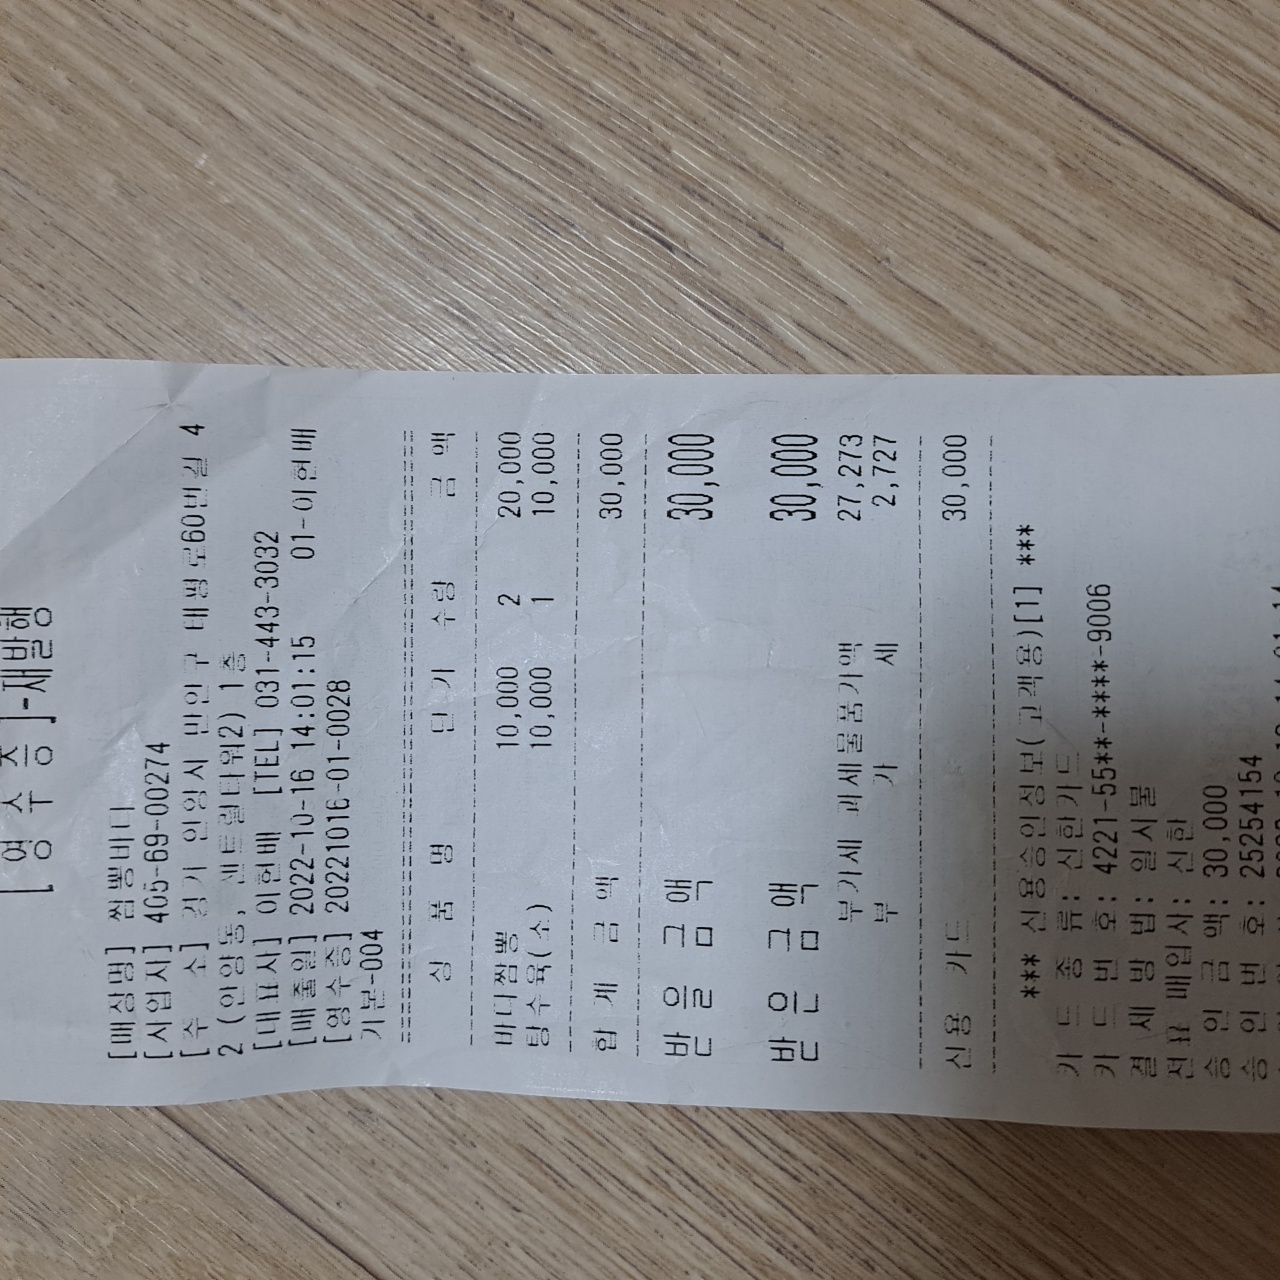 [영 수 증 ]-재발행
[매장명] 짬뽕바디
[사업자] 465-69-00274
[주 소] 경기 안양시 만안구 태평로60번길 4
2 (안양동, 센트럴타워2) 1층
[대표자] 이현배 [TEL] 031-443-3032
[매출일] 2022-10-16 14:01:15 01-이현배
[영수증] 20221016-01-0028
기본-004
상 품 명 단 가 수량 금 액
바디짬뽕 10,000 2 20,000
탕수육(소) 10,000 1 10,000
합 계 금 액 30,000
받 을 금 액 30,000
받 은 금 액 30,000
부가세 과세물품가액 27,273
부 가 세 2,727
신용 카드 30,000
*** 신용승인정보(고객용)[1] ***
카 드 종 류: 신한카드
카 드 번 호: 4221-55**-****-9006
결 제 방 법: 일시불
전표 매입사: 신한
승 인 금 액: 30,000
승 인 번 호: 25254154